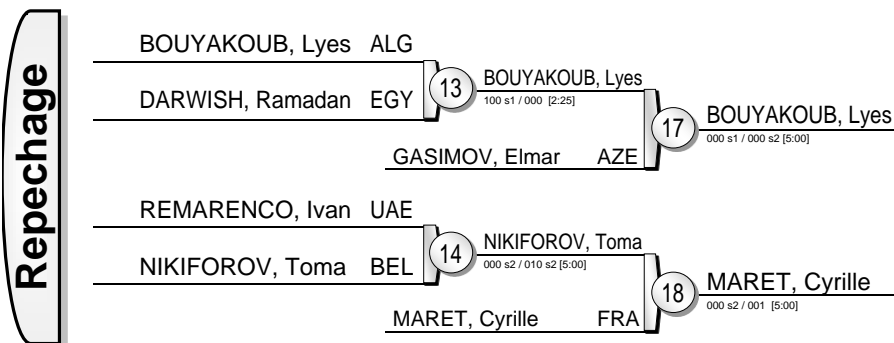 Repechage
BOUYAKOUB, Lyes ALG
DARWISH, Ramadan EGY
13
BOUYAKOUB, Lyes
100 s1 / 000 [2:25]
GASIMOV, Elmar AZE
17
BOUYAKOUB, Lyes
000 s1 / 000 s2 [5:00]
REMARENCO, Ivan UAE
NIKIFOROV, Toma BEL
14
NIKIFOROV, Toma
000 s2 / 010 s2 [5:00]
MARET, Cyrille FRA
18
MARET, Cyrille
000 s2 / 001 [5:00]